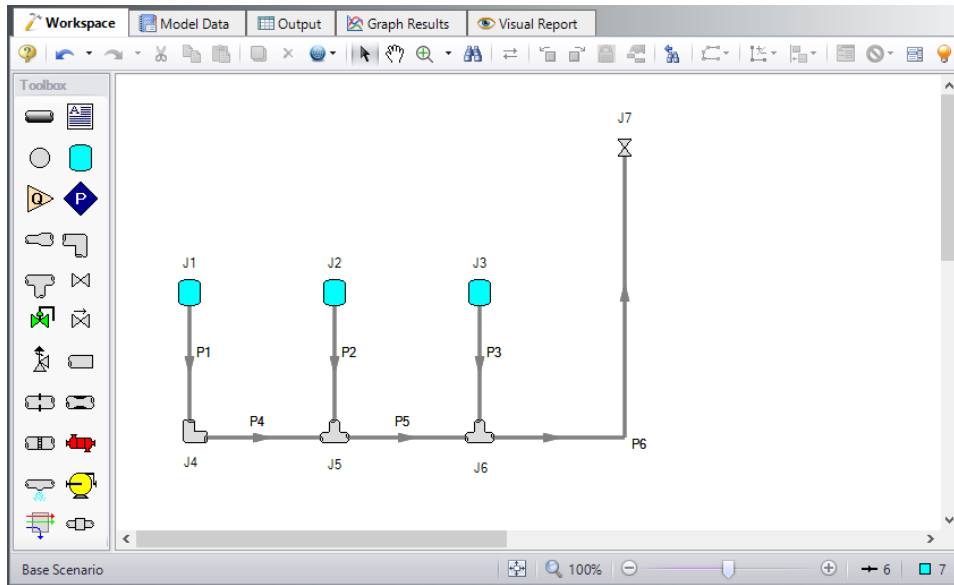 Workspace Model Data Output Graph Results Visual Report
Toolbox
A
Q P
J7
J1 J2 J3
P1 P2 P3
P4 P5
P6
J4 J5 J6
Base Scenario 100% 6 7